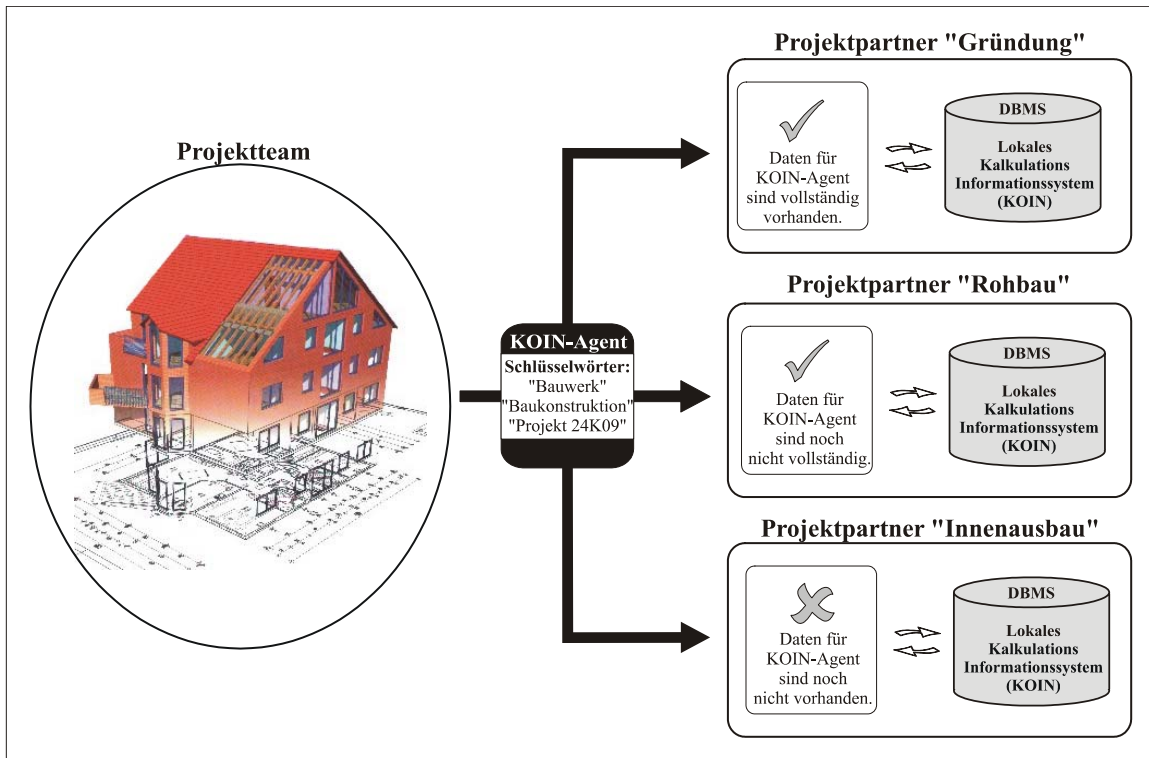 Projektteam
KOIN-Agent
Schlüsselwörter:
"Bauwerk"
"Baukonstruktion"
"Projekt 24K09"
Projektpartner "Gründung"
Daten für
KOIN-Agent
sind vollständig
vorhanden.
DBMS
Lokales
Kalkulations
Informationssystem
(KOIN)
Projektpartner "Rohbau"
Daten für
KOIN-Agent
sind noch
nicht vollständig.
DBMS
Lokales
Kalkulations
Informationssystem
(KOIN)
Projektpartner "Innenausbau"
Daten für
KOIN-Agent
sind noch
nicht vorhanden.
DBMS
Lokales
Kalkulations
Informationssystem
(KOIN)